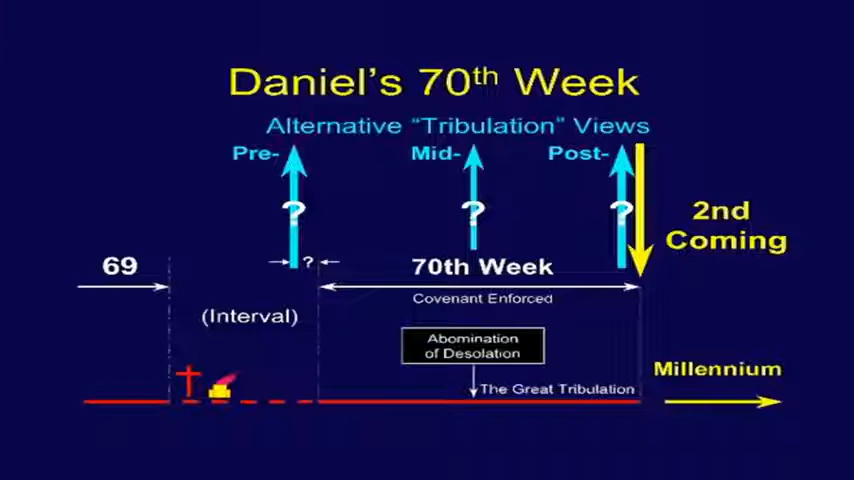 Daniel's 70th Week
Alternative "Tribulation" Views
Pre-
Mid-
Post-
? ? ?
2nd
Coming
69
?
70th Week
Covenant Enforced
(Interval)
Abomination
of Desolation
Millennium
The Great Tribulation